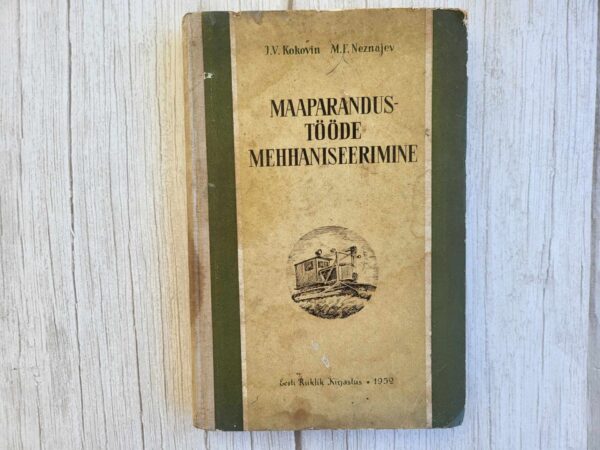 J.V. Kokovin M.F. Neznajev
MAAPARANDUS-
TÖÖDE
MEHHANISEERIMINE
Eesti Riiklik Kirjastus • 1952